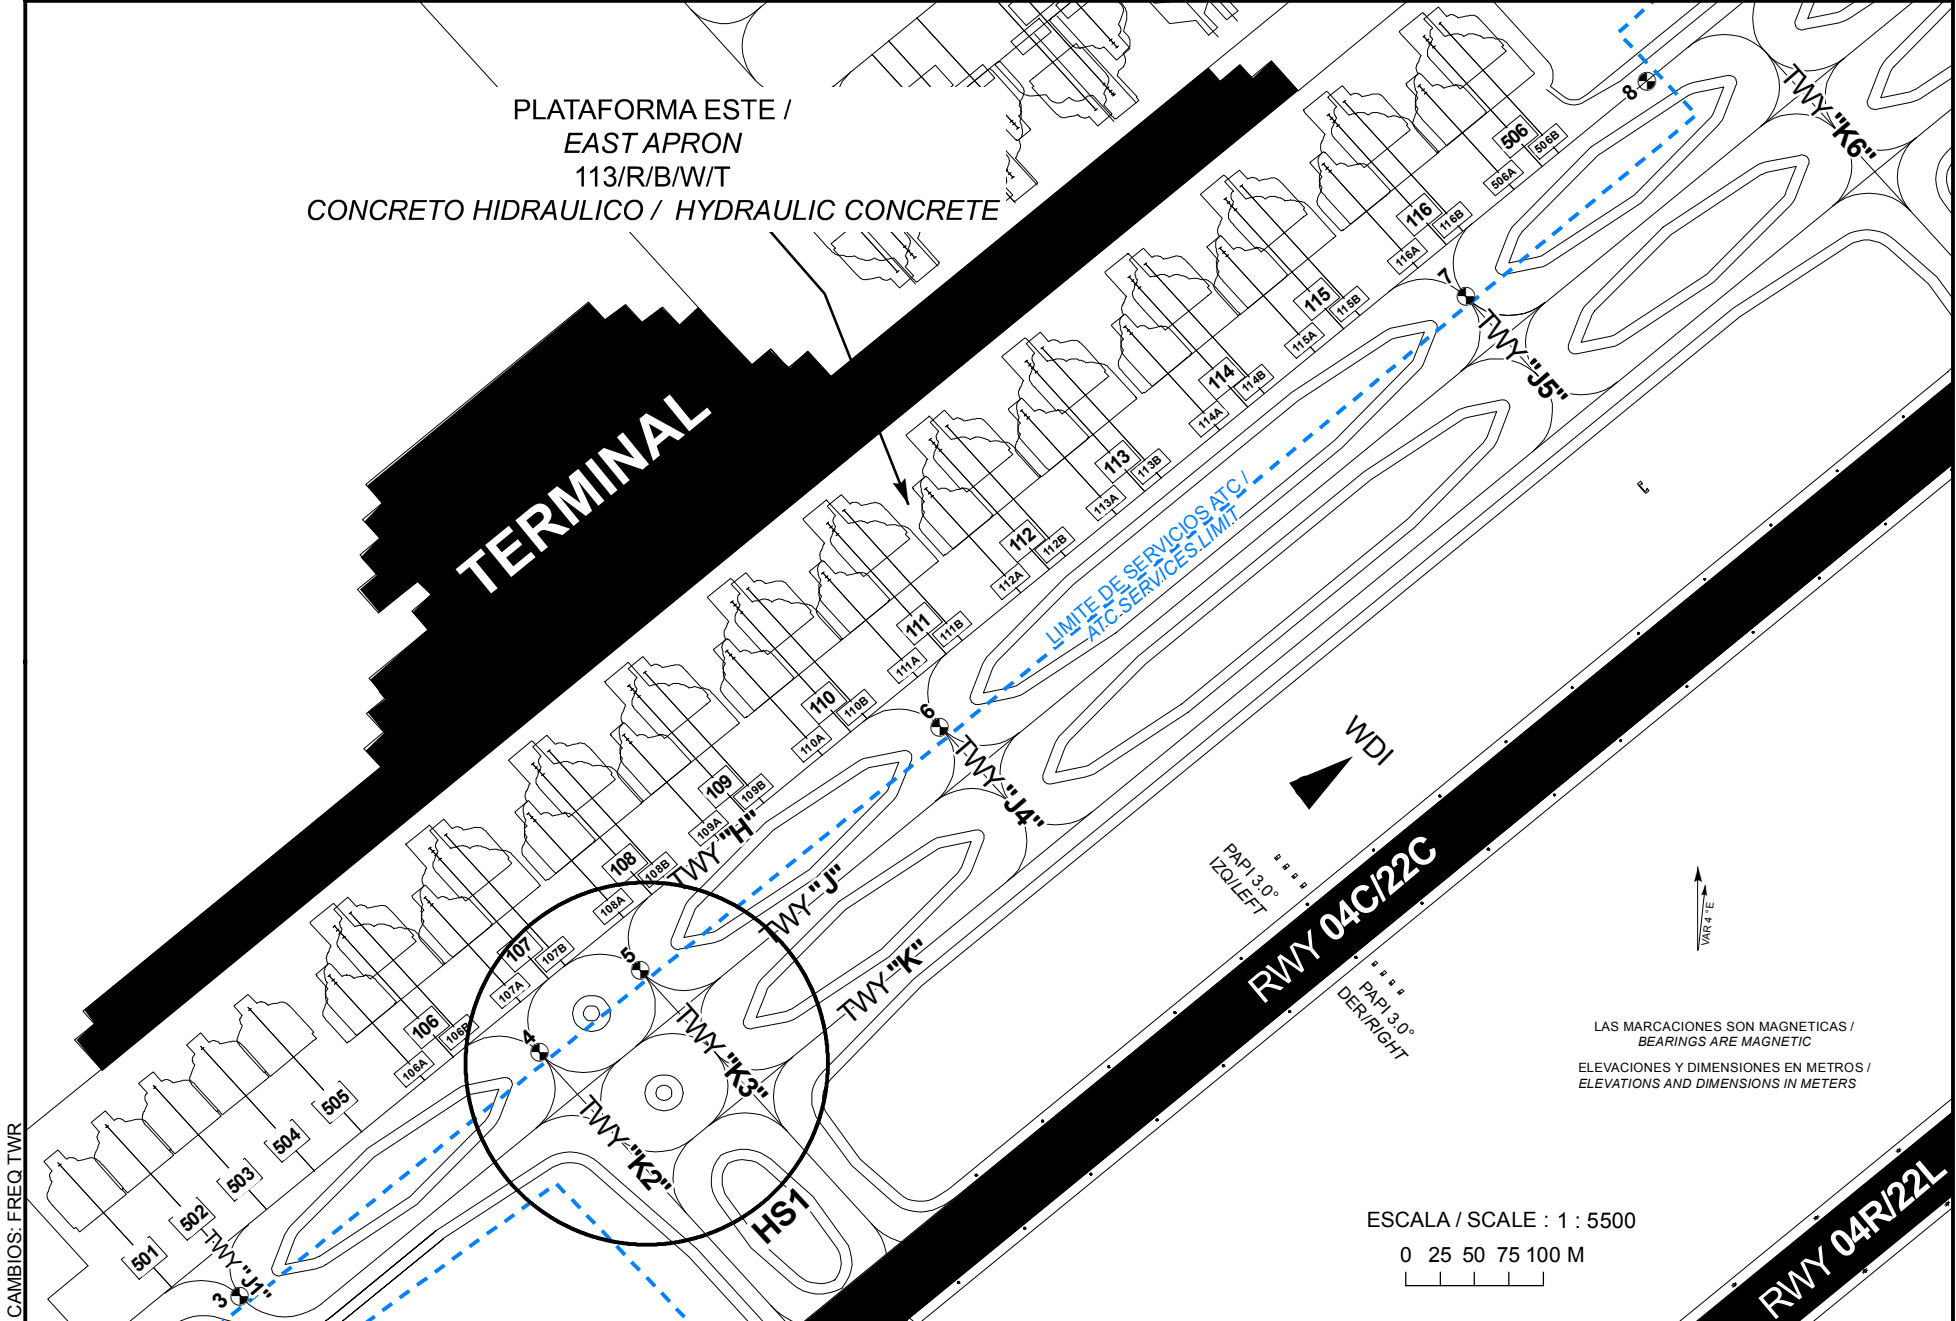 PLATAFORMA ESTE /
EAST APRON
113/R/B/W/T
CONCRETO HIDRAULICO / HYDRAULIC CONCRETE
TERMINAL
8
TWY "K6"
506
506B
506A
116
116B
116A
7
115
115B
115A
TWY "J5"
114
114B
114A
113
113B
113A
LIMITE DE SERVICIOS ATC /
ATC SERVICES LIMIT
112
112B
112A
111
111B
111A
6
TWY "J4"
110
110B
110A
WDI
109
109B
109A
TWY "H"
108
108B
108A
TWY "J"
PAPI 3.0°
IZQ/LEFT
RWY 04C/22C
VAR 4 °E
107
107B
107A
5
TWY "K"
PAPI 3.0°
DER/RIGHT
106
106B
106A
4
TWY "K3"
TWY "K2"
HS1
LAS MARCACIONES SON MAGNETICAS /
BEARINGS ARE MAGNETIC
ELEVACIONES Y DIMENSIONES EN METROS /
ELEVATIONS AND DIMENSIONS IN METERS
505
504
503
502
501
TWY "J1"
3
ESCALA / SCALE : 1 : 5500
0 25 50 75 100 M
RWY 04R/22L
CAMBIOS: FREQ TWR